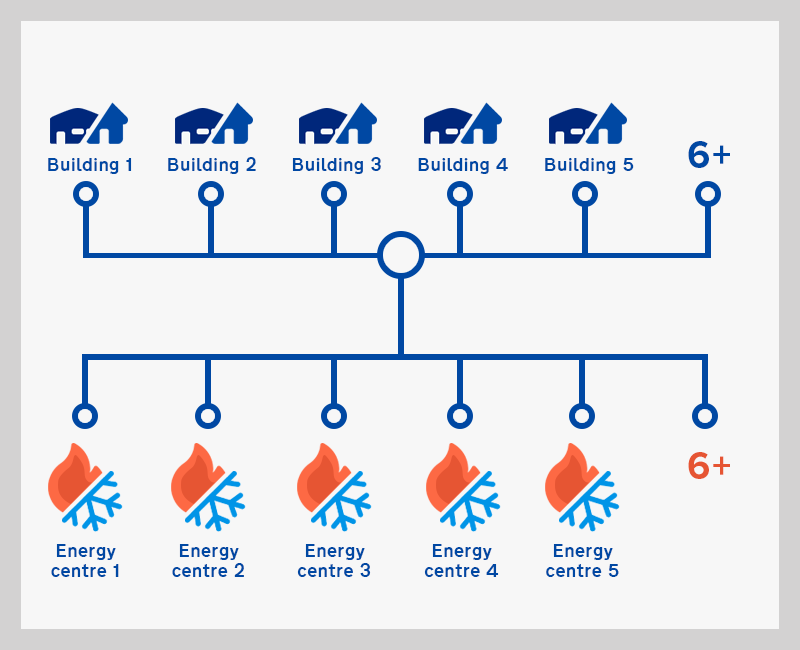 Building 1
Building 2
Building 3
Building 4
Building 5
6+
6+
Energy
centre 1
Energy
centre 2
Energy
centre 3
Energy
centre 4
Energy
centre 5